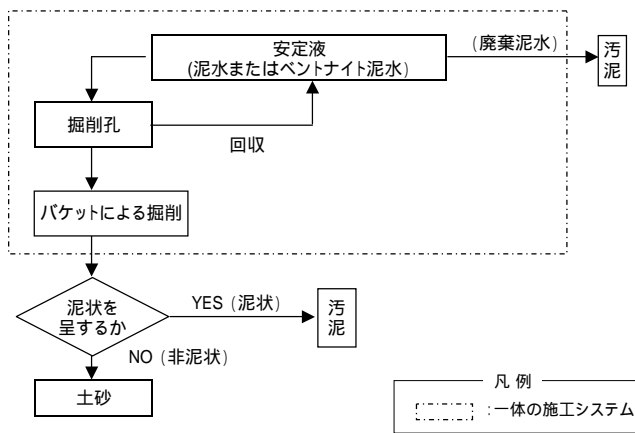 安定液
(泥水またはベントナイト泥水)
(廃棄泥水)
汚
泥
掘削孔
回収
バケットによる掘削
泥状を
呈するか
YES (泥状)
汚
泥
NO (非泥状)
土砂
凡 例
:一体の施工システム